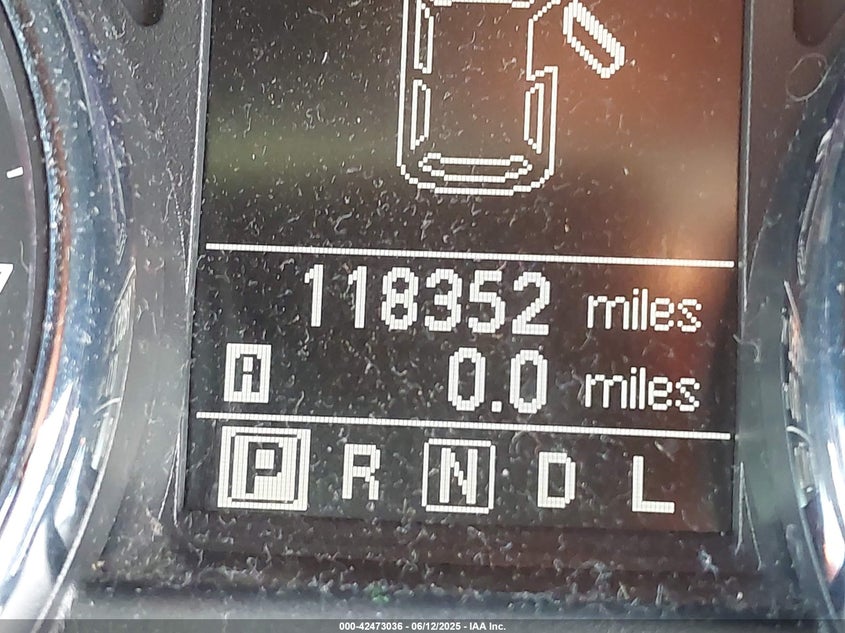 118352 miles
A 0.0 miles
P R N D L
000-42473036 - 06/12/2025 - IAA Inc.